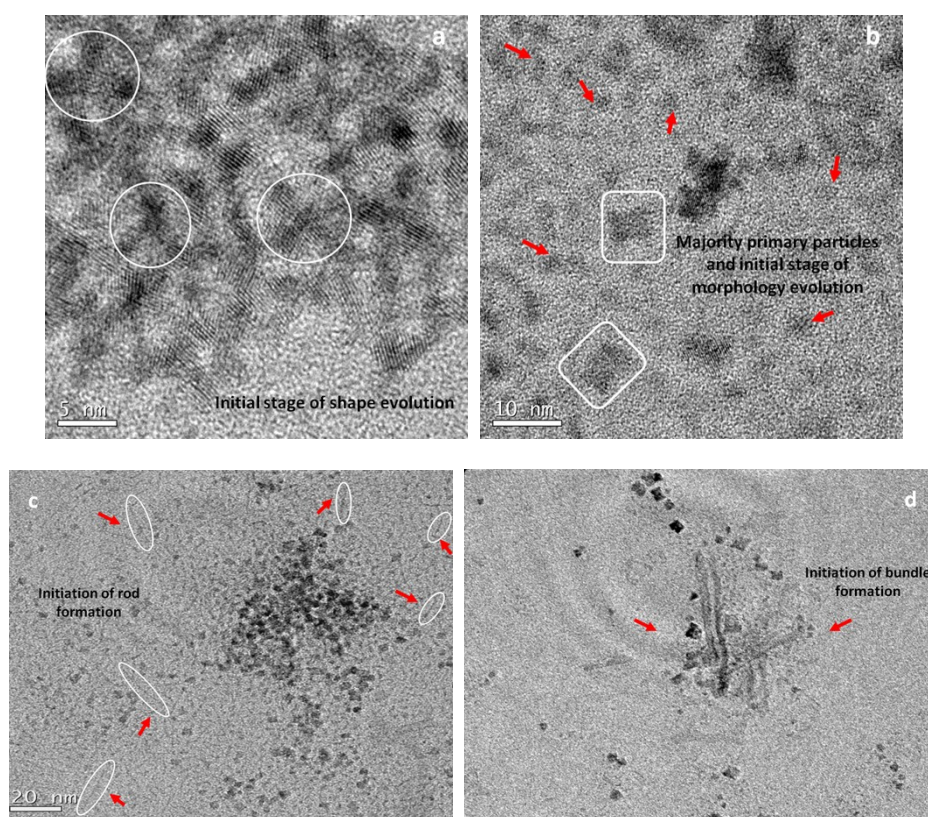 a
Initial stage of shape evolution
5 nm
b
Majority primary particles
and initial stage of
morphology evolution
10 nm
c
Initiation of rod
formation
20 nm
d
Initiation of bundle
formation